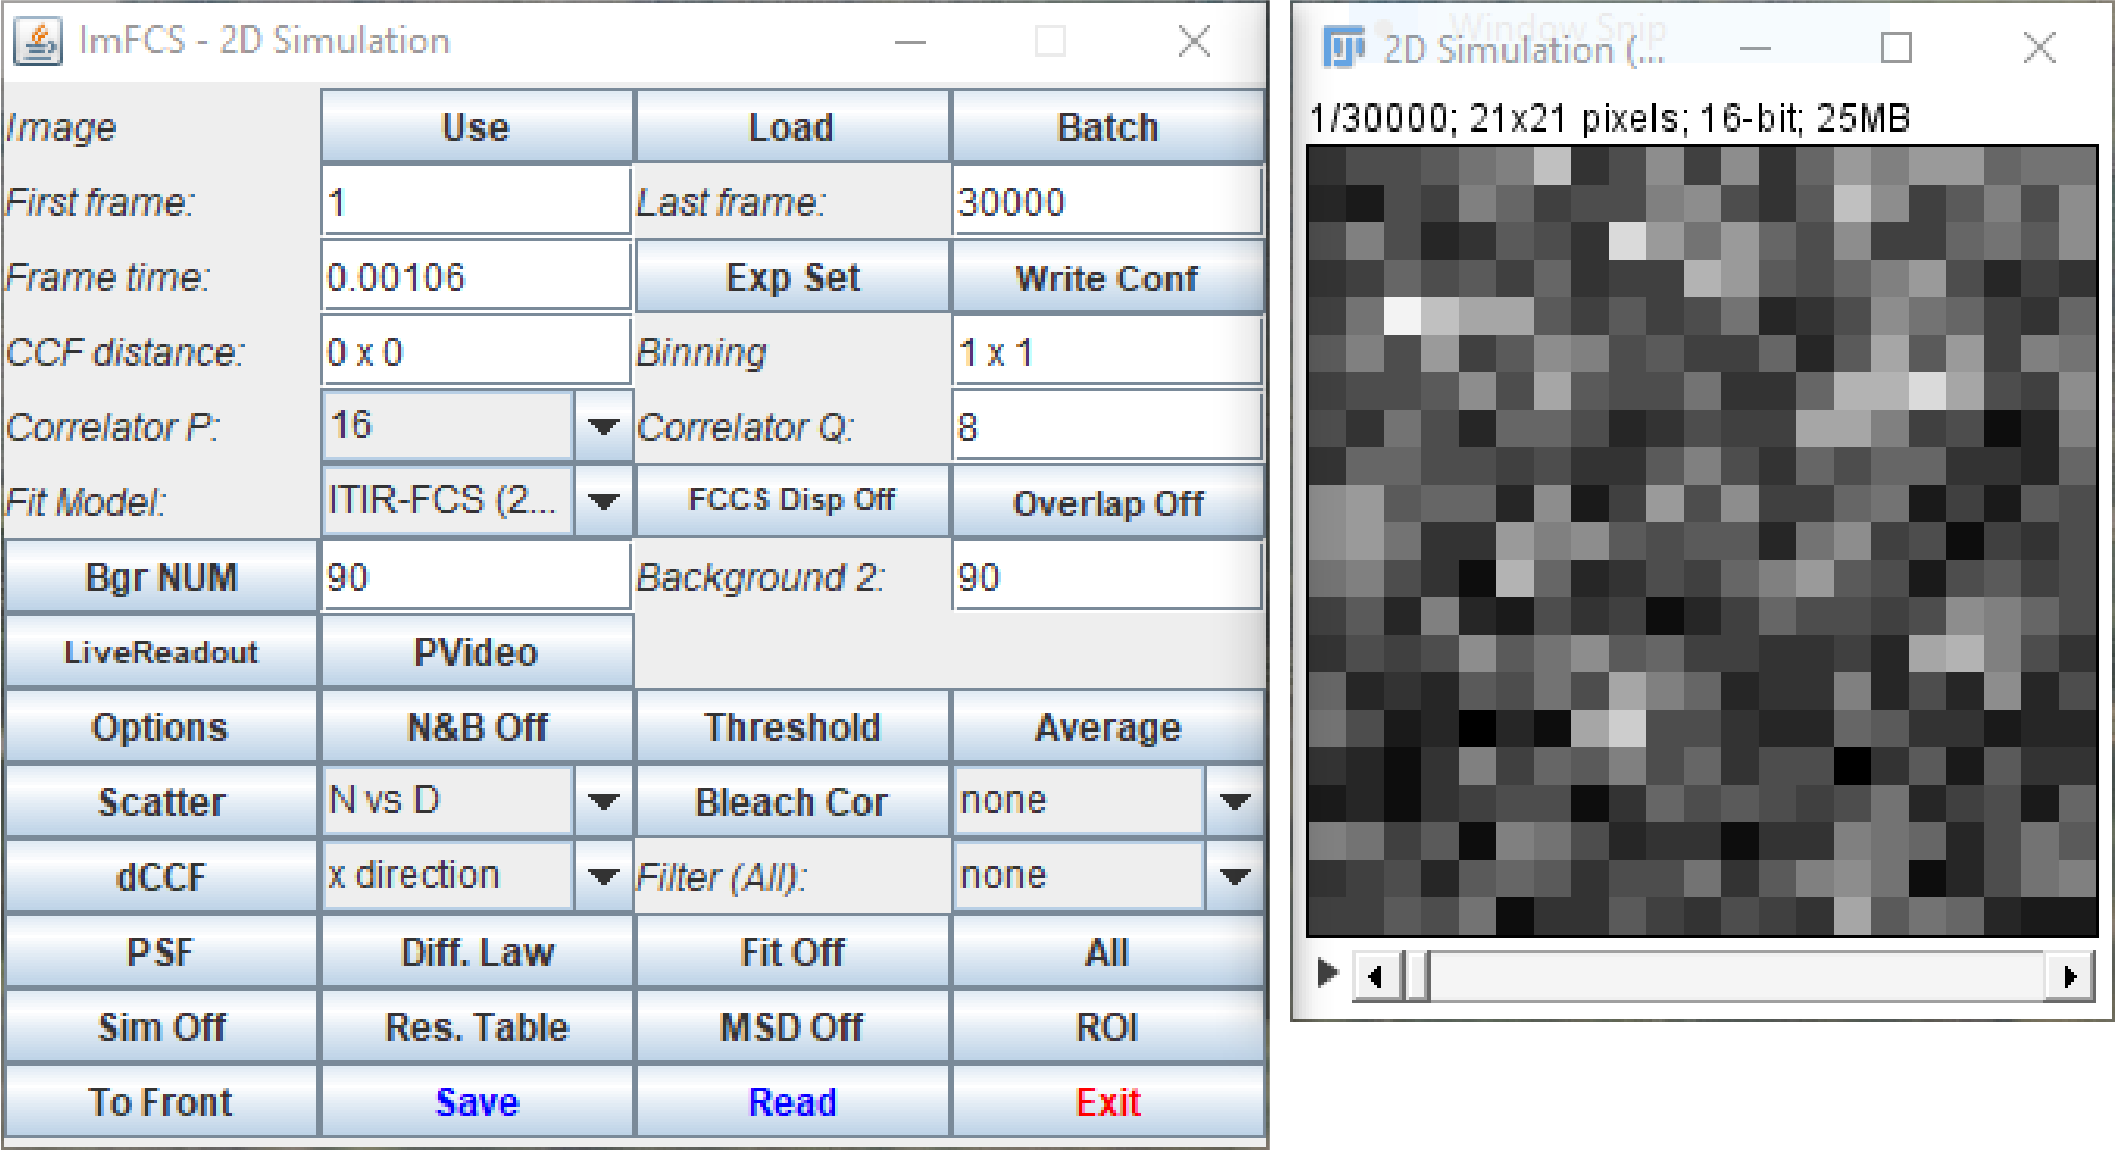 ImFCS - 2D Simulation
Image Use Load Batch
First frame: 1 Last frame: 30000
Frame time: 0.00106 Exp Set Write Conf
CCF distance: 0 x 0 Binning 1 x 1
Correlator P: 16 Correlator Q: 8
Fit Model: ITIR-FCS (2... FCCS Disp Off Overlap Off
Bgr NUM 90 Background 2: 90
LiveReadout PVideo
Options N&B Off Threshold Average
Scatter N vs D Bleach Cor none
dCCF x direction Filter (All): none
PSF Diff. Law Fit Off All
Sim Off Res. Table MSD Off ROI
To Front Save Read Exit
Window Snip
2D Simulation (...
1/30000; 21x21 pixels; 16-bit; 25MB